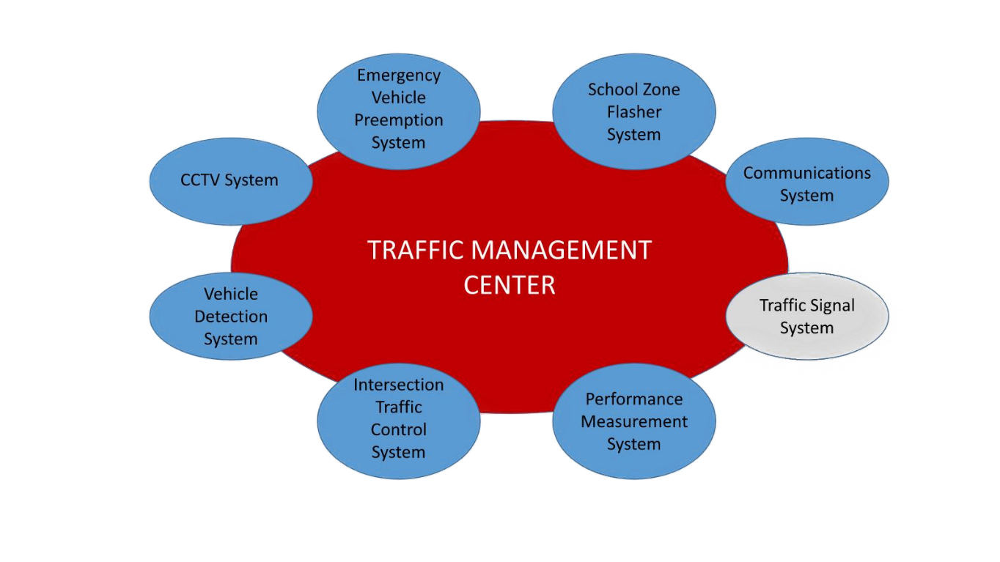 Emergency
Vehicle
Preemption
System
School Zone
Flasher
System
CCTV System
Communications
System
TRAFFIC MANAGEMENT
CENTER
Vehicle
Detection
System
Traffic Signal
System
Intersection
Traffic
Control
System
Performance
Measurement
System